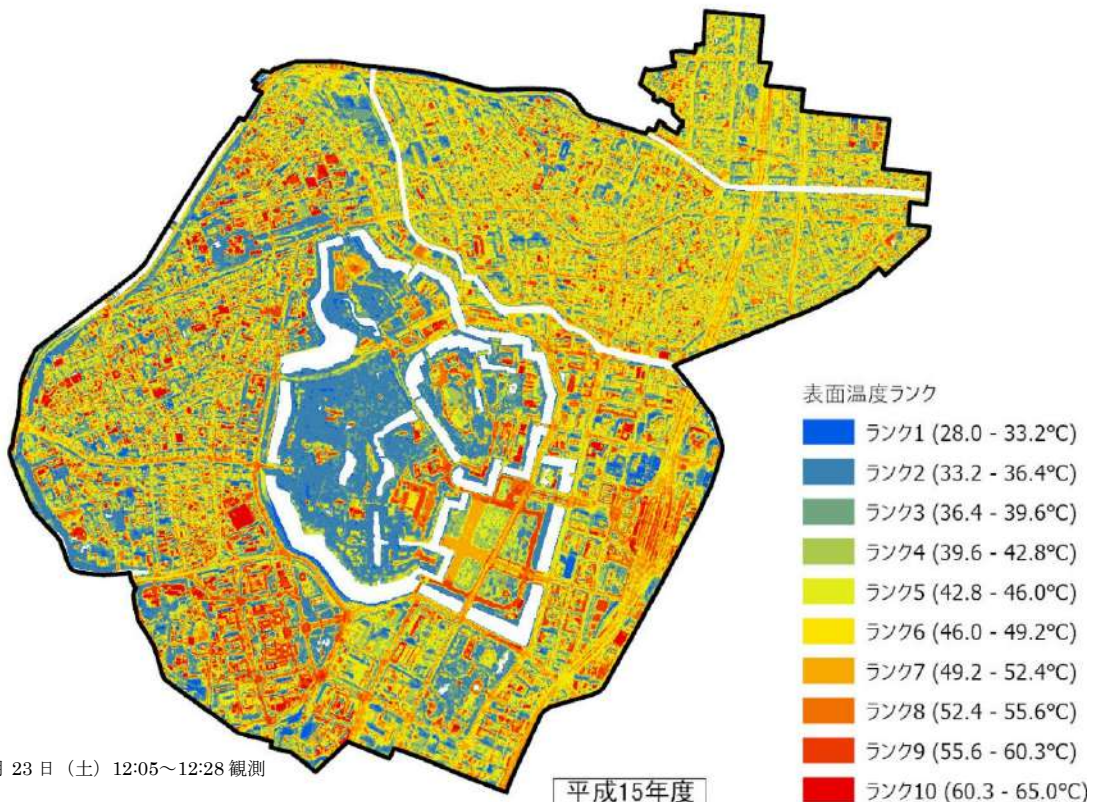 表面温度ランク
ランク1 (28.0 - 33.2℃)
ランク2 (33.2 - 36.4℃)
ランク3 (36.4 - 39.6℃)
ランク4 (39.6 - 42.8℃)
ランク5 (42.8 - 46.0℃)
ランク6 (46.0 - 49.2℃)
ランク7 (49.2 - 52.4℃)
ランク8 (52.4 - 55.6℃)
ランク9 (55.6 - 60.3℃)
ランク10 (60.3 - 65.0℃)
月 23 日（土）12:05～12:28 観測
平成15年度